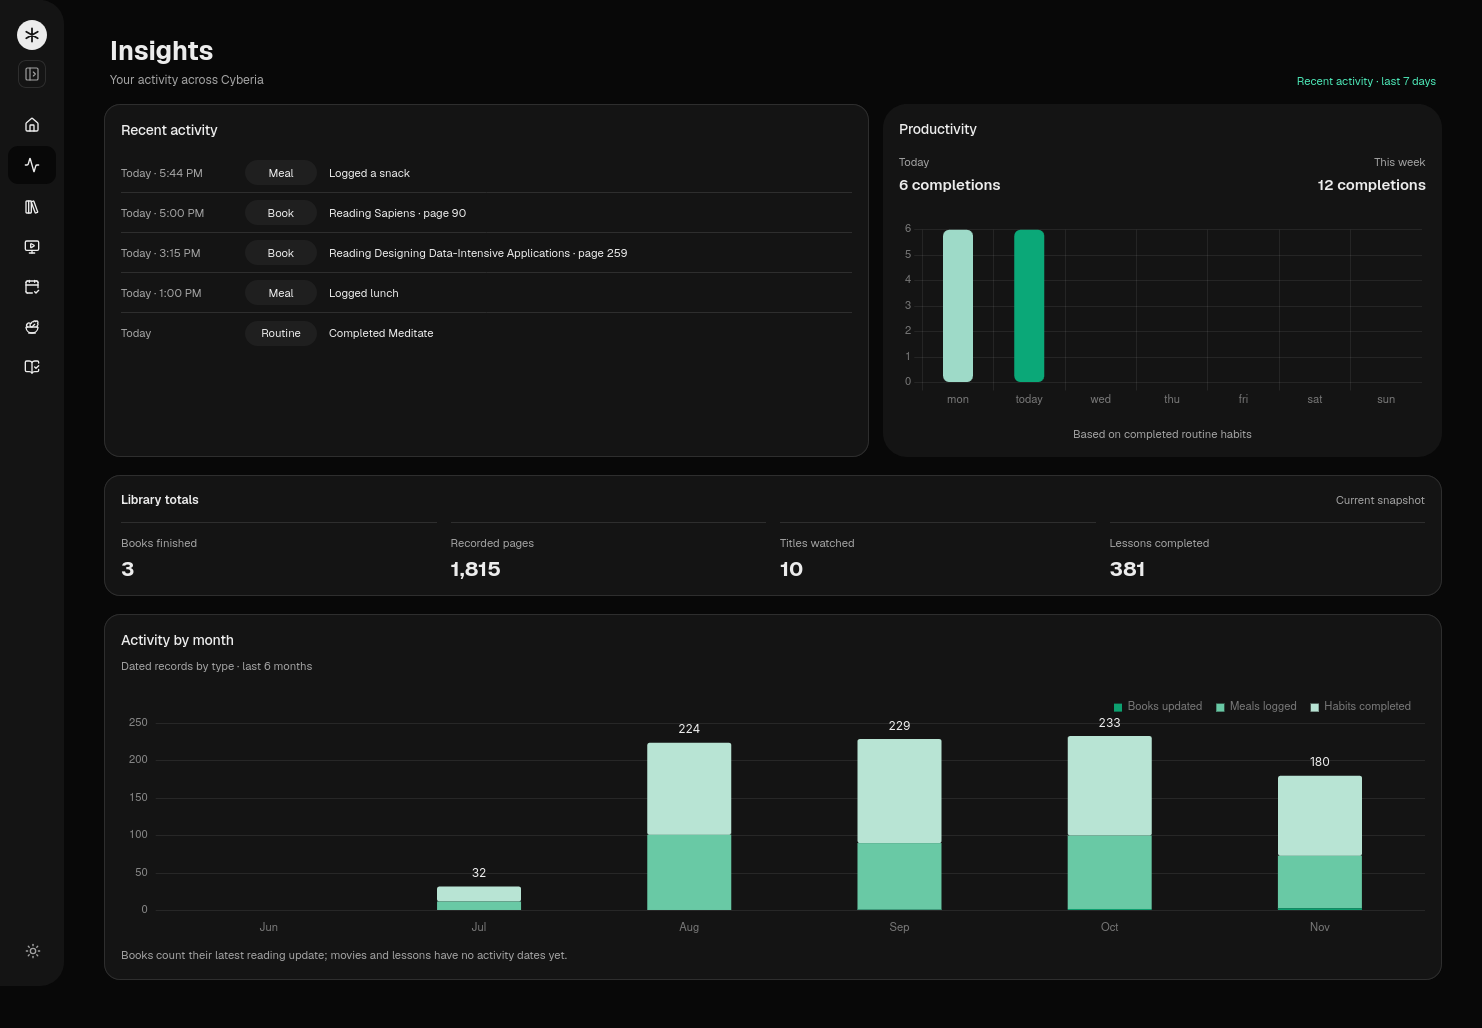 Insights
Your activity across Cyberia
Recent activity · last 7 days
Recent activity
Today · 5:44 PM Meal Logged a snack
Today · 5:00 PM Book Reading Sapiens · page 90
Today · 3:15 PM Book Reading Designing Data-Intensive Applications · page 259
Today · 1:00 PM Meal Logged lunch
Today Routine Completed Meditate
Productivity
Today This week
6 completions 12 completions
6
5
4
3
2
1
0
mon today wed thu fri sat sun
Based on completed routine habits
Library totals Current snapshot
Books finished Recorded pages Titles watched Lessons completed
3 1,815 10 381
Activity by month
Dated records by type · last 6 months
Books updated Meals logged Habits completed
250
200
150
100
50
0
32 224 229 233 180
Jun Jul Aug Sep Oct Nov
Books count their latest reading update; movies and lessons have no activity dates yet.